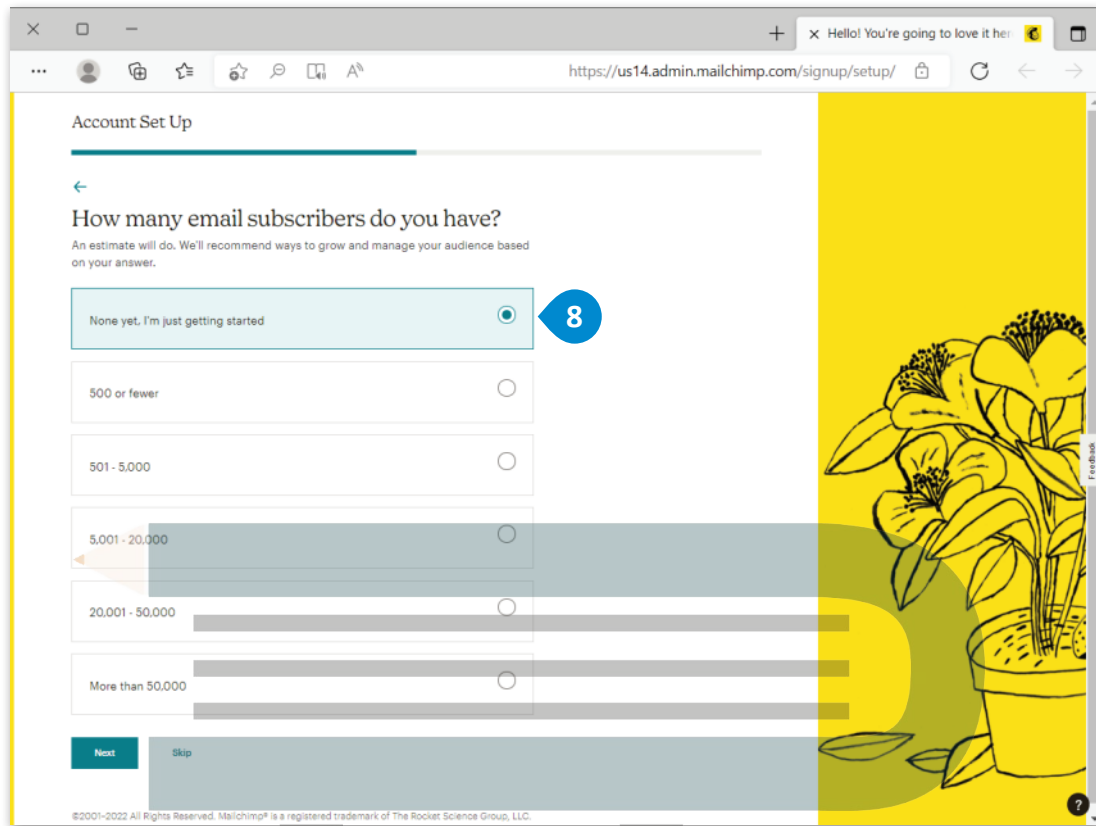 Hello! You're going to love it her
https://us14.admin.mailchimp.com/signup/setup/
Account Set Up
How many email subscribers do you have?
An estimate will do. We'll recommend ways to grow and manage your audience based
on your answer.
None yet, I'm just getting started
8
500 or fewer
501 - 5,000
5,001 - 20,000
20,001 - 50,000
More than 50,000
Next Skip
Feedback
?
©2001–2022 All Rights Reserved. Mailchimp® is a registered trademark of The Rocket Science Group, LLC.